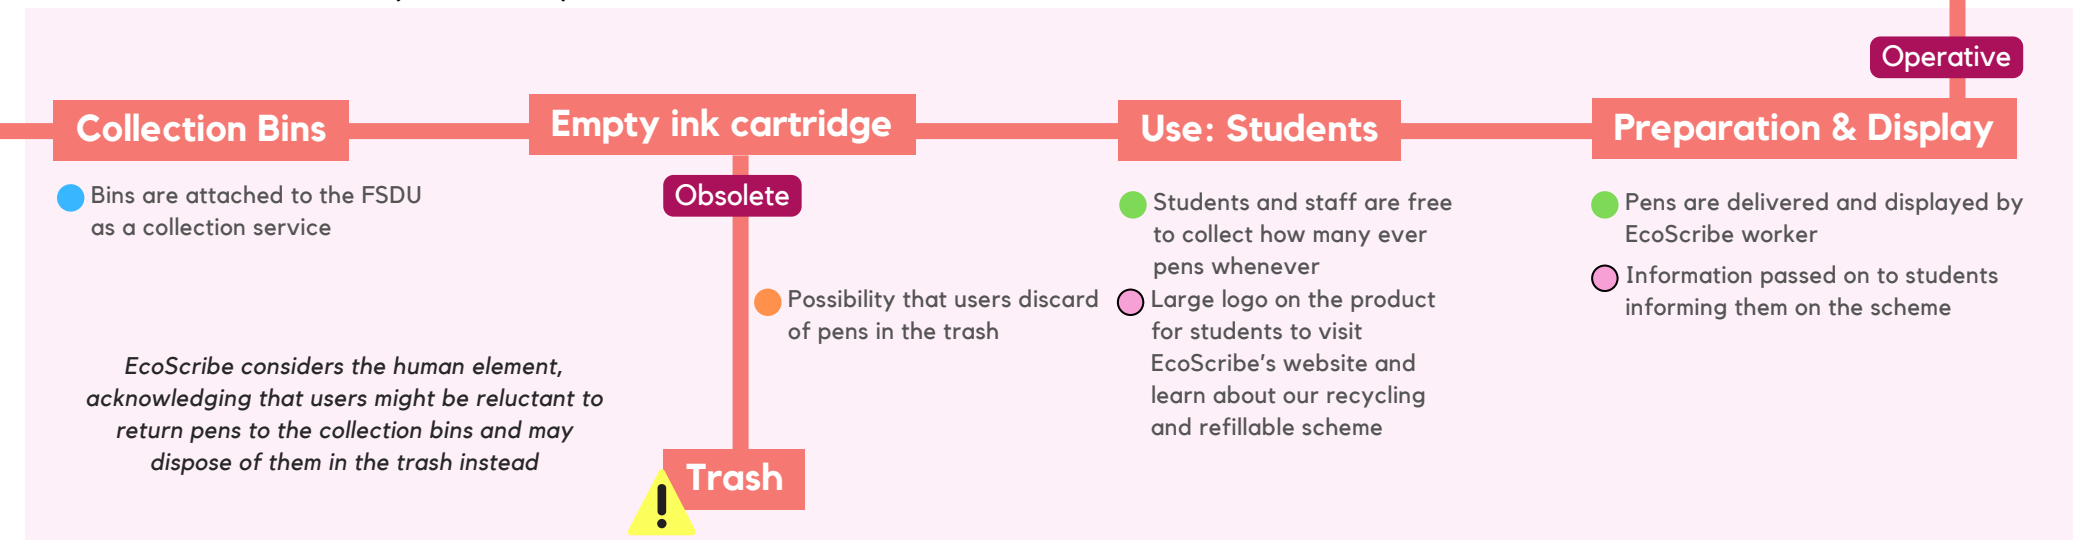 Operative
Collection Bins
Empty ink cartridge
Use: Students
Preparation & Display
Bins are attached to the FSDU
as a collection service
Obsolete
Students and staff are free
to collect how many ever
pens whenever
Pens are delivered and displayed by
EcoScribe worker
Information passed on to students
informing them on the scheme
Possibility that users discard
of pens in the trash
Large logo on the product
for students to visit
EcoScribe's website and
learn about our recycling
and refillable scheme
EcoScribe considers the human element,
acknowledging that users might be reluctant to
return pens to the collection bins and may
dispose of them in the trash instead
Trash